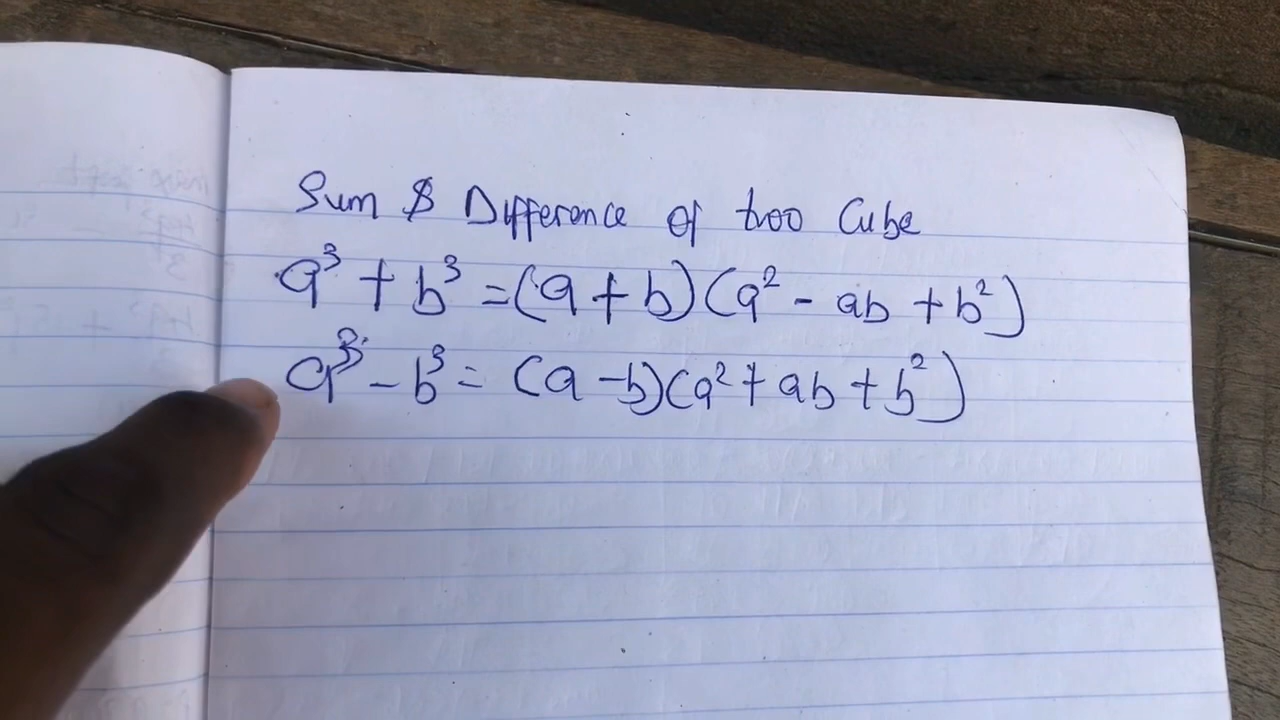 Sum $ Difference of two Cube
a³ + b³ = (a + b)(a² - ab + b²)
a³ - b³ = (a - b)(a² + ab + b²)